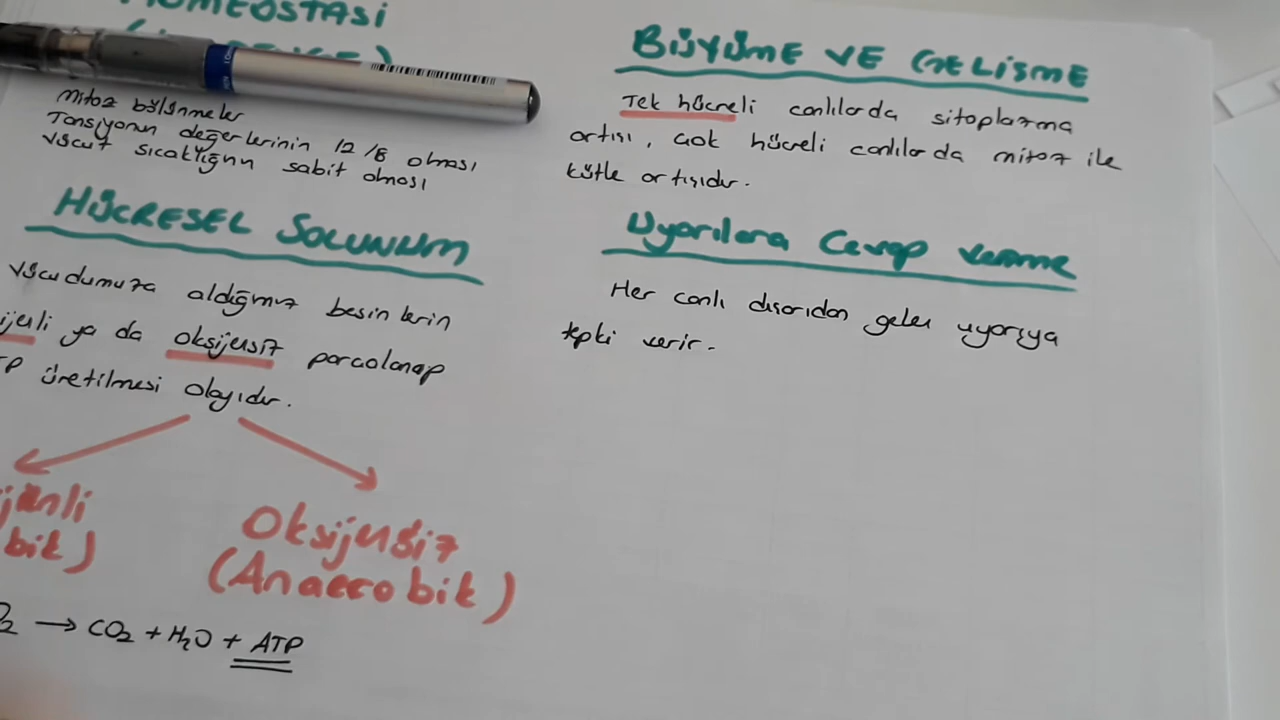 HOMEOSTASİ
mitoz bölünmeler
Tansiyonun değerlerinin 12/8 olması
vücut sıcaklığının sabit olması
HÜCRESEL SOLUNUM
Vücudumuza aldığımız besinlerin
ya da oksijensiz parçalanıp
üretilmesi olayıdır.
Oksijensiz
(Anaerobik)
→ CO2 + H2O + ATP
BÜYÜME VE GELİŞME
Tek hücreli canlılarda sitoplazma
artışı, çok hücreli canlılarda mitoz ile
kütle artışıdır.
Uyarılara Cevap verme
Her canlı dışarıdan gelen uyarıya
tepki verir.